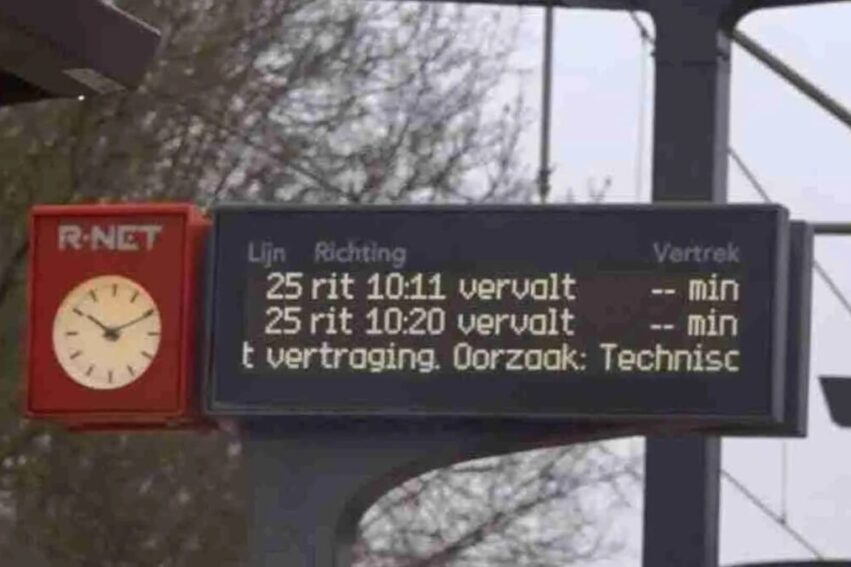 R·NET
Lijn Richting Vertrek
25 rit 10:11 vervalt -- min
25 rit 10:20 vervalt -- min
t vertraging. Oorzaak: Technisc